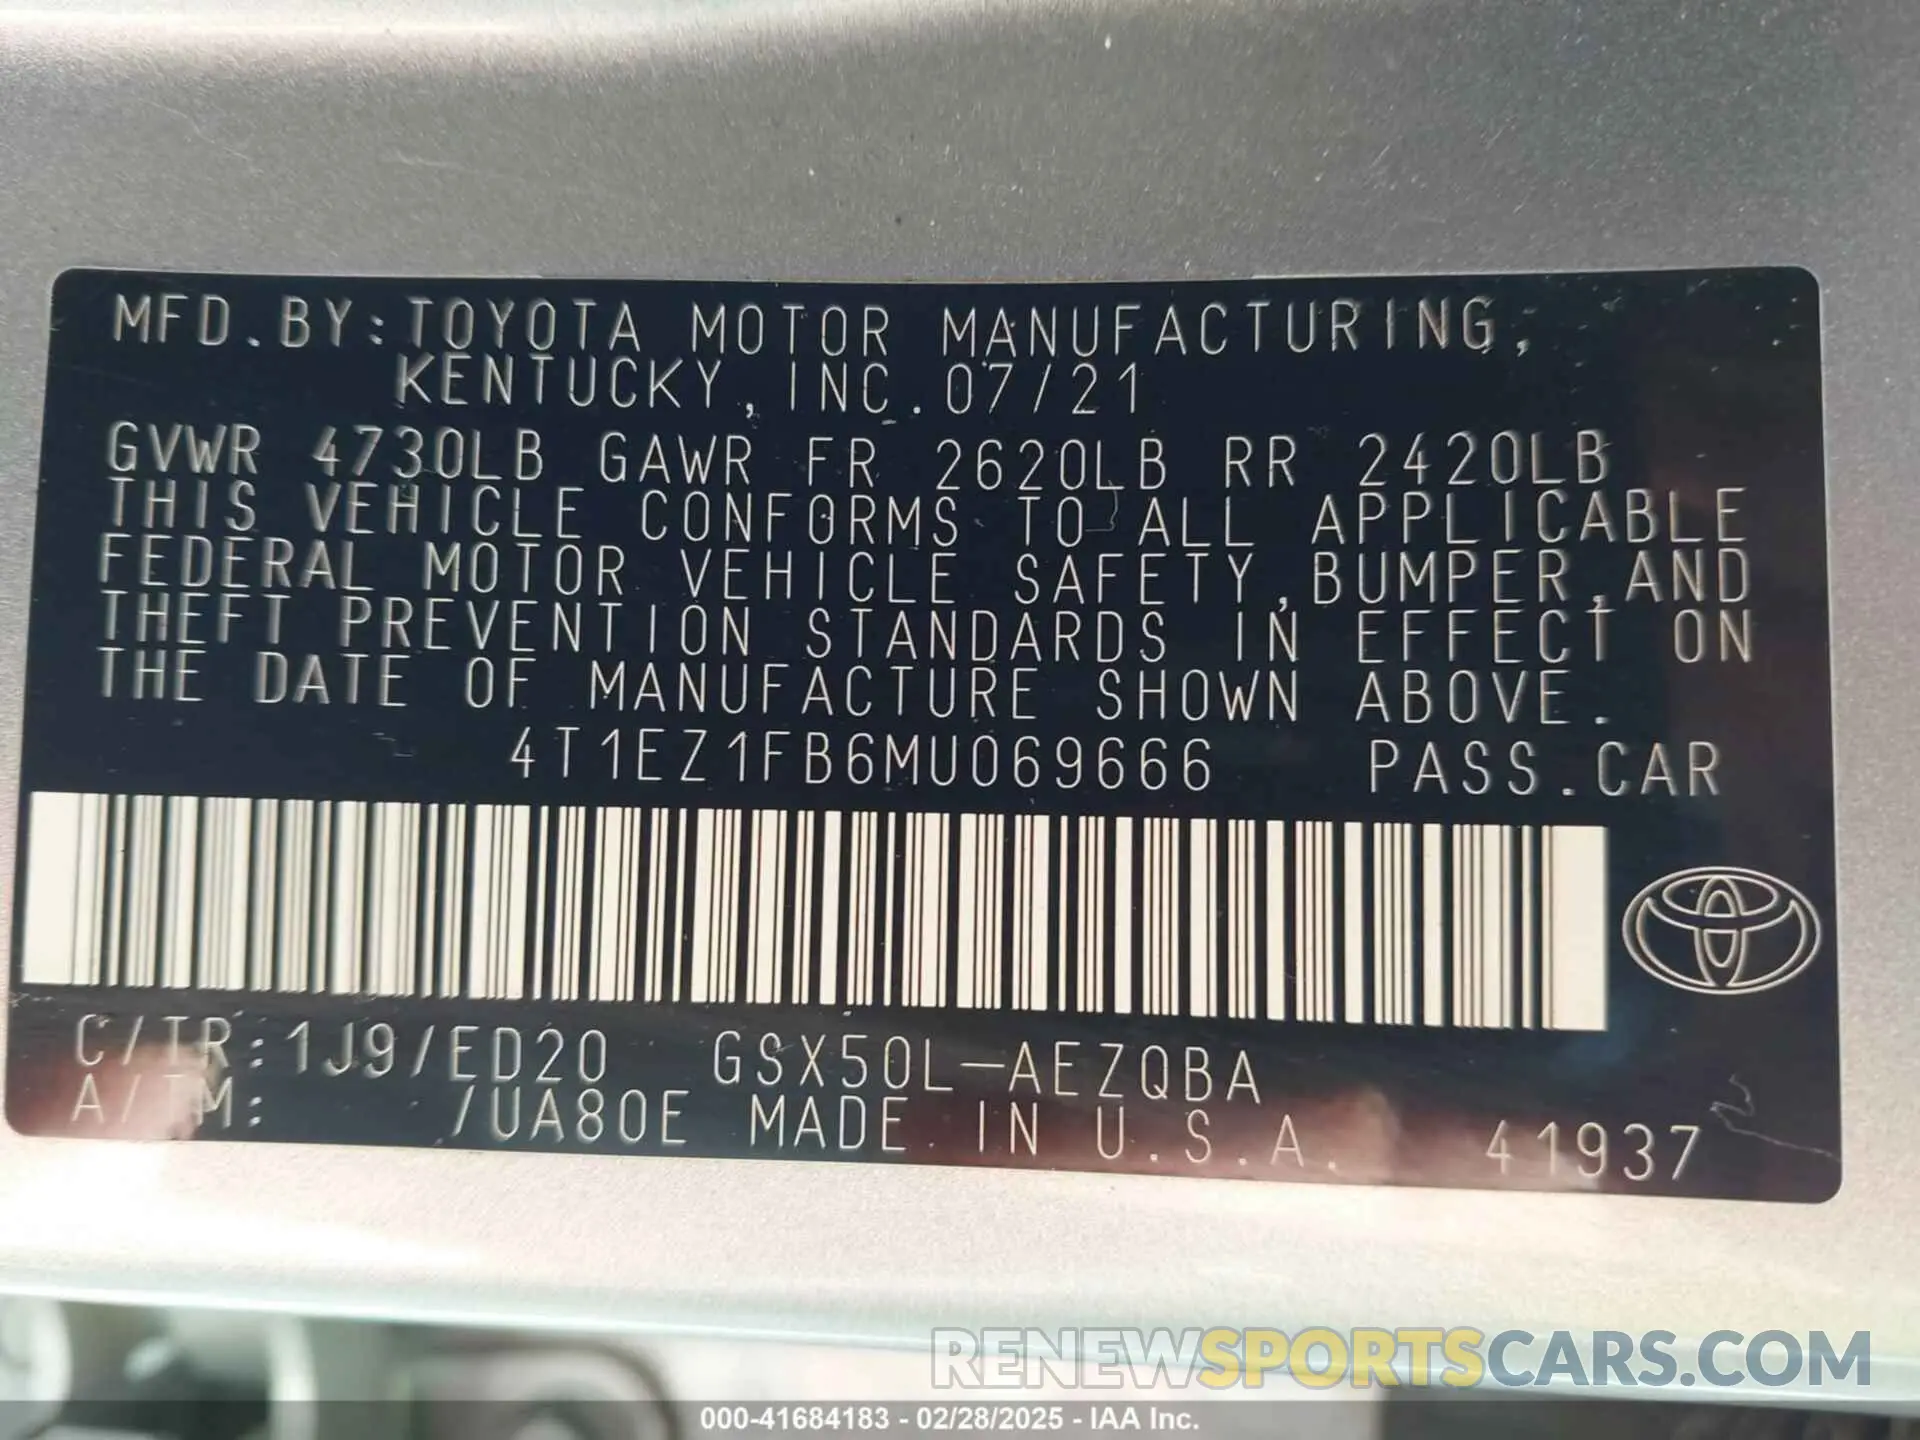 MFD.BY:TOYOTA MOTOR MANUFACTURING,
KENTUCKY,INC.07/21
GVWR 4730LB GAWR FR 2620LB RR 2420LB
THIS VEHICLE CONFORMS TO ALL APPLICABLE
FEDERAL MOTOR VEHICLE SAFETY,BUMPER,AND
THEFT PREVENTION STANDARDS IN EFFECT ON
THE DATE OF MANUFACTURE SHOWN ABOVE.
4T1EZ1FB6MU069666 PASS.CAR
C/TR:1J9/ED20 GSX50L-AEZQBA
A/TM: /UA80E MADE IN U.S.A. 41937
RENEWSPORTSCARS.COM
000-41684183 - 02/28/2025 - IAA Inc.